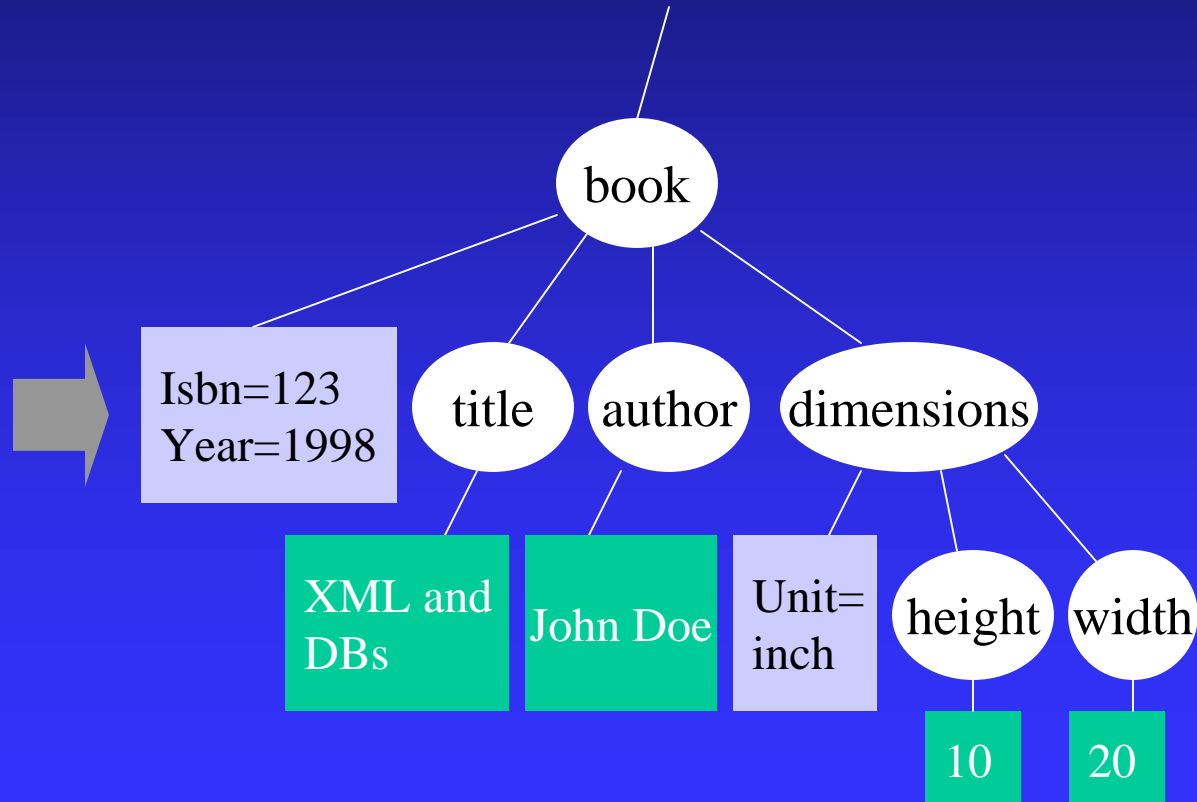 book
Isbn=123
Year=1998
title
author
dimensions
XML and
DBs
John Doe
Unit=
inch
height
width
10
20